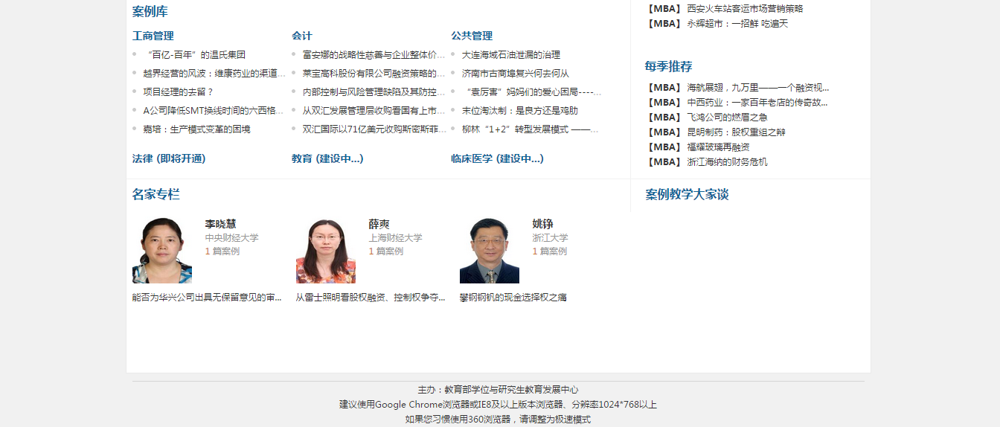 案例库
工商管理
“百亿-百年”的温氏集团
越界经营的风波：维康药业的渠道...
项目经理的去留？
A公司降低SMT换线时间的六西格...
嘉培：生产模式变革的困境
会计
富安娜的战略性慈善与企业整体价...
莱宝高科股份有限公司融资策略的...
内部控制与风险管理缺陷及其防控...
从双汇发展管理层收购看国有上市...
双汇国际以71亿美元收购斯密斯菲...
公共管理
大连海域石油泄漏的治理
济南市古商埠复兴何去何从
“袁厉害”妈妈们的爱心困局----...
末位淘汰制：是良方还是鸡肋
柳林“1+2”转型发展模式 ——...
法律 (即将开通)
教育 (建设中...)
临床医学 (建设中...)
【MBA】 西安火车站客运市场营销策略
【MBA】 永辉超市：一招鲜 吃遍天
每季推荐
【MBA】 海航展翅，九万里——一个融资视...
【MBA】 中西药业：一家百年老店的传奇故...
【MBA】 飞鸿公司的燃眉之急
【MBA】 昆明制药：股权重组之辩
【MBA】 福耀玻璃再融资
【MBA】 浙江海纳的财务危机
名家专栏
李晓慧
中央财经大学
1 篇案例
能否为华兴公司出具无保留意见的审...
薛爽
上海财经大学
1 篇案例
从雷士照明看股权融资、控制权争夺...
姚铮
浙江大学
1 篇案例
攀钢钢钒的现金选择权之痛
案例教学大家谈
主办：教育部学位与研究生教育发展中心
建议使用Google Chrome浏览器或IE8及以上版本浏览器、分辨率1024*768以上
如果您习惯使用360浏览器，请调整为极速模式